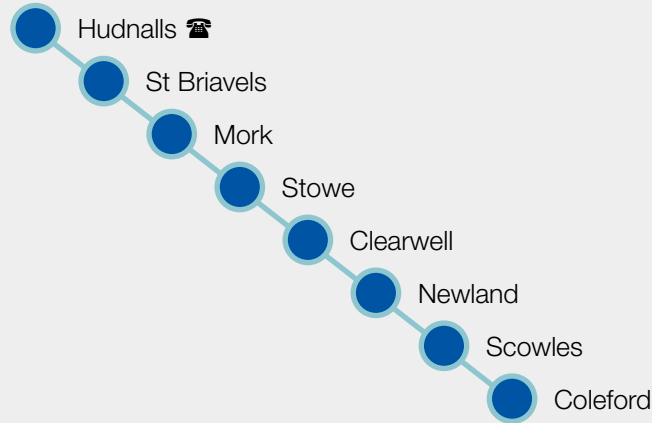 Hudnalls ☎
St Briavels
Mork
Stowe
Clearwell
Newland
Scowles
Coleford